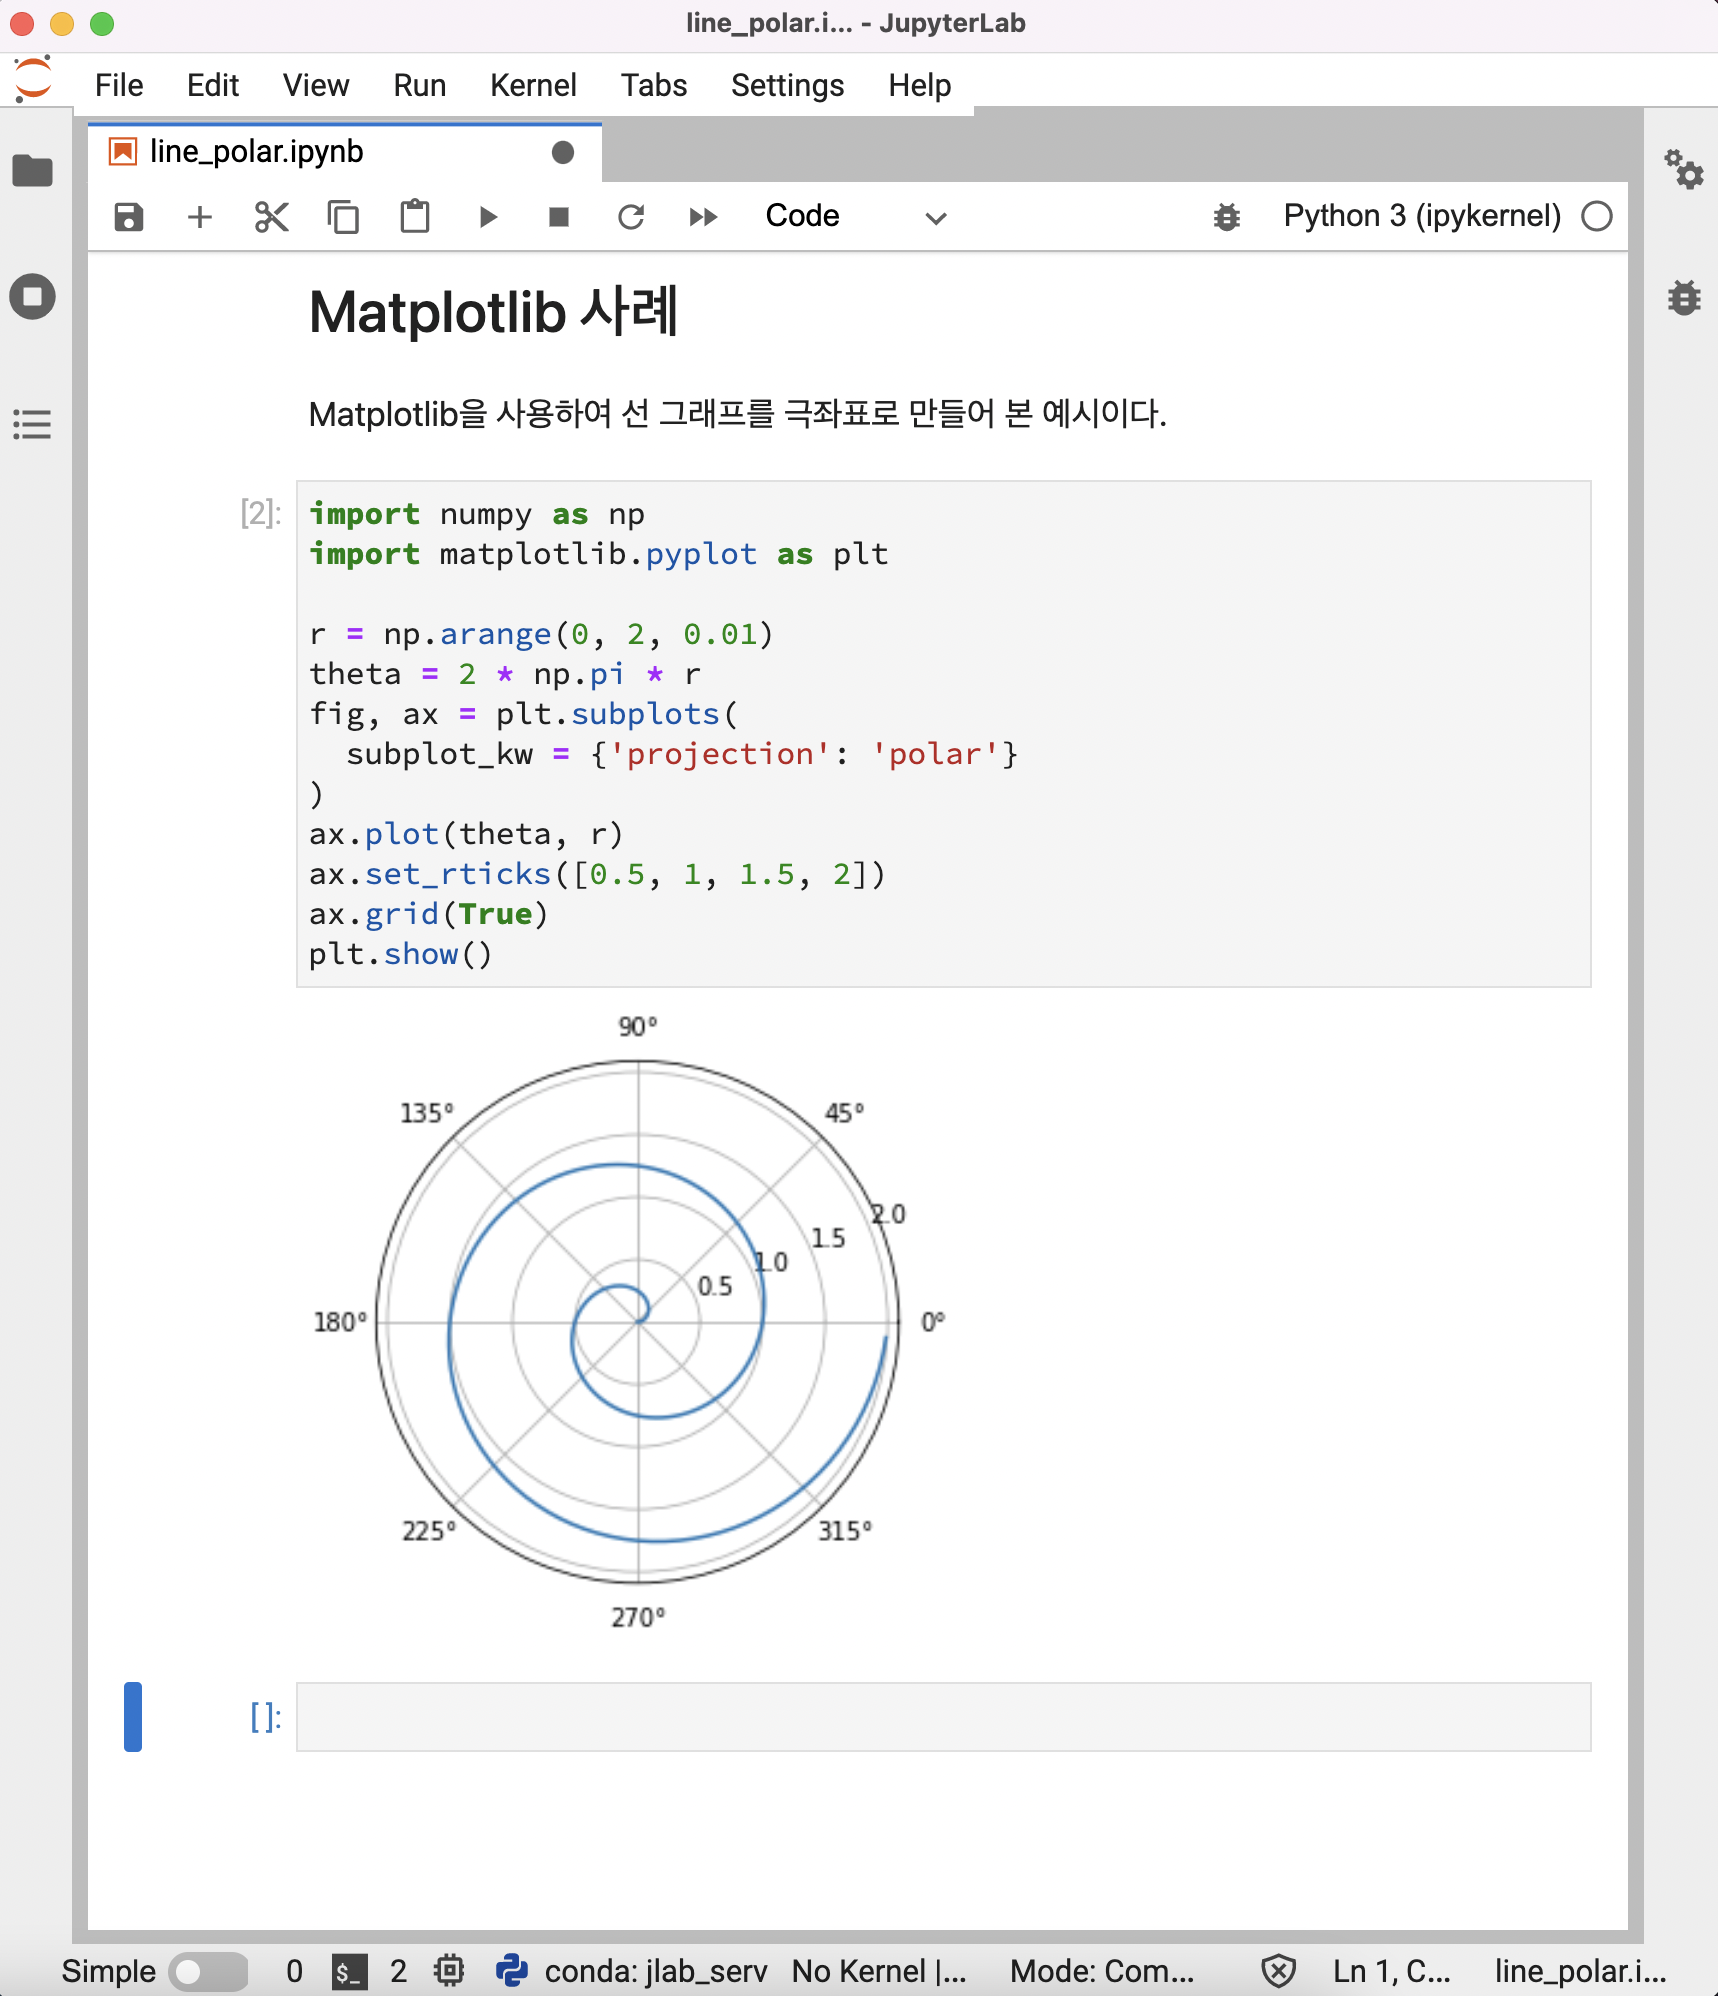 line_polar.i... - JupyterLab
File Edit View Run Kernel Tabs Settings Help
line_polar.ipynb
Code
Python 3 (ipykernel)
Matplotlib 사례
Matplotlib을 사용하여 선 그래프를 극좌표로 만들어 본 예시이다.
[2]:
import numpy as np
import matplotlib.pyplot as plt
r = np.arange(0, 2, 0.01)
theta = 2 * np.pi * r
fig, ax = plt.subplots(
  subplot_kw = {'projection': 'polar'}
)
ax.plot(theta, r)
ax.set_rticks([0.5, 1, 1.5, 2])
ax.grid(True)
plt.show()
90°
135°
45°
2.0
1.5
1.0
0.5
180°
0°
225°
315°
270°
[ ]:
Simple 0 $_ 2 conda: jlab_serv No Kernel |... Mode: Com... Ln 1, C... line_polar.i...